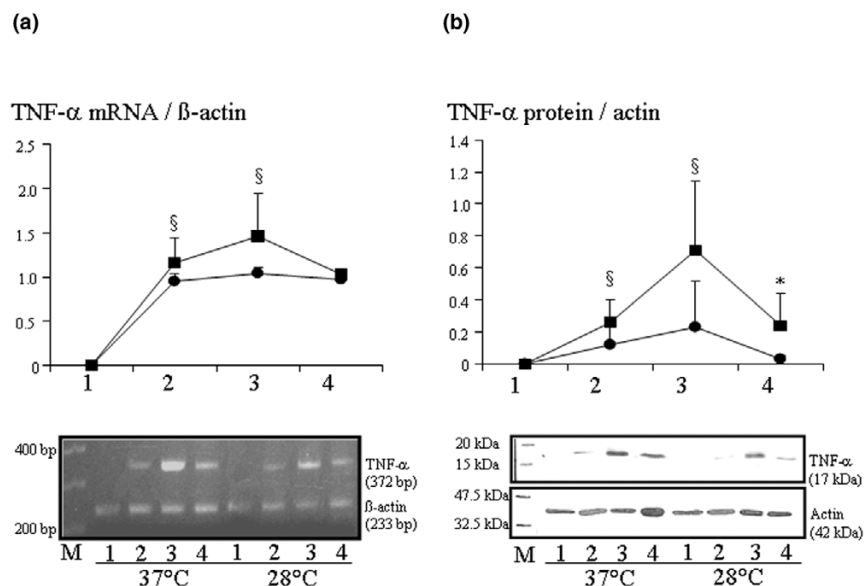 (a)
TNF-α mRNA / ß-actin
2.5
2.0
1.5
1.0
0.5
0
§
§
1 2 3 4
400 bp
200 bp
TNF-α
(372 bp)
ß-actin
(233 bp)
M 1 2 3 4 1 2 3 4
37°C 28°C
(b)
TNF-α protein / actin
1.4
1.2
1.0
0.8
0.6
0.4
0.2
0
§
§
*
1 2 3 4
20 kDa
15 kDa
TNF-α
(17 kDa)
47.5 kDa
32.5 kDa
Actin
(42 kDa)
M 1 2 3 4 1 2 3 4
37°C 28°C